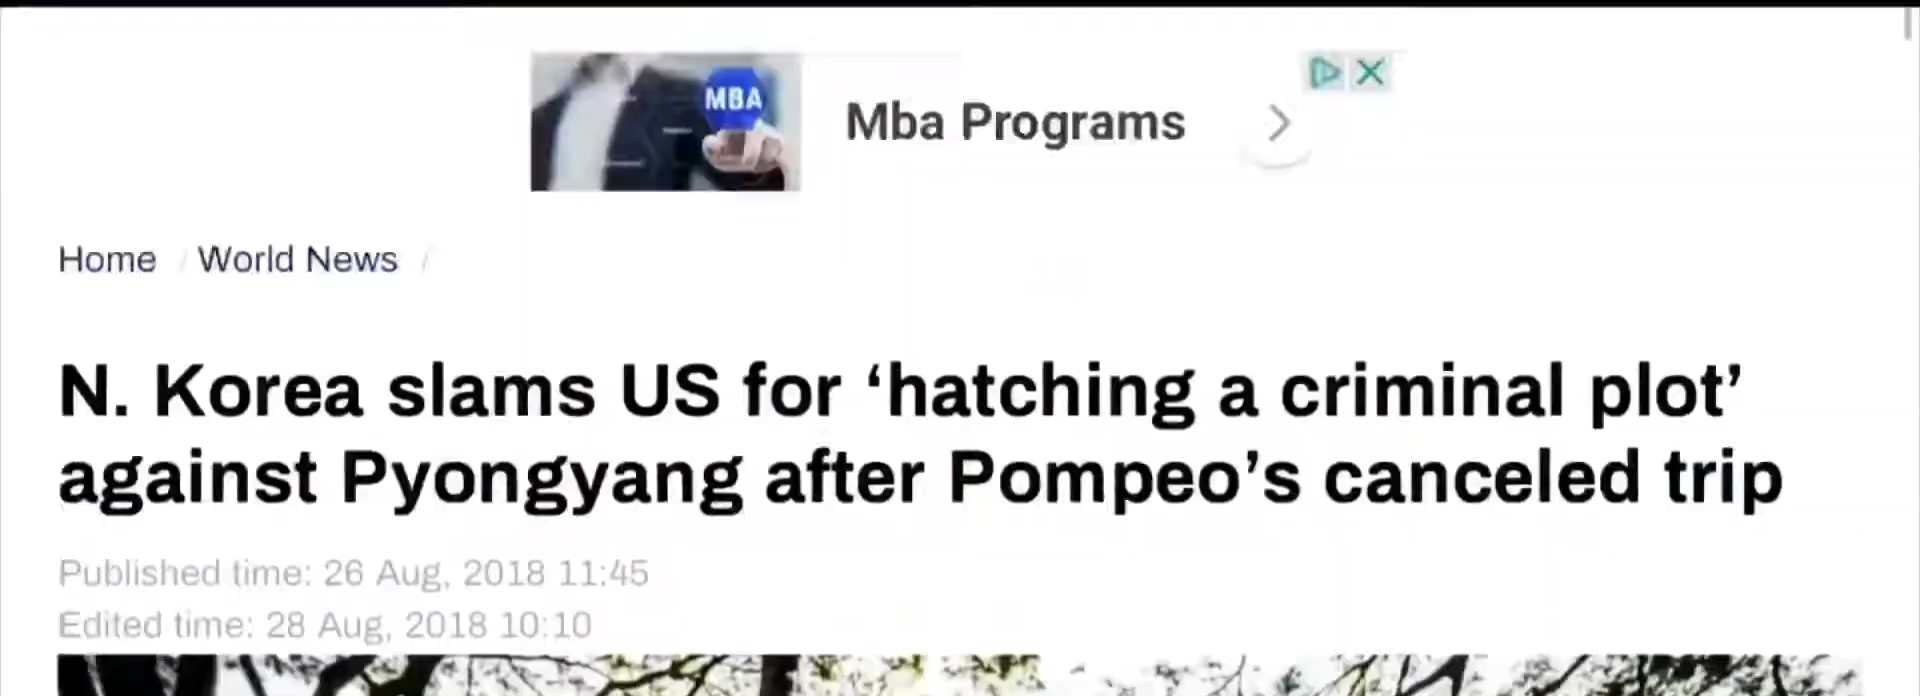 MBA
Mba Programs
Home / World News /
N. Korea slams US for ‘hatching a criminal plot’
against Pyongyang after Pompeo’s canceled trip
Published time: 26 Aug, 2018 11:45
Edited time: 28 Aug, 2018 10:10